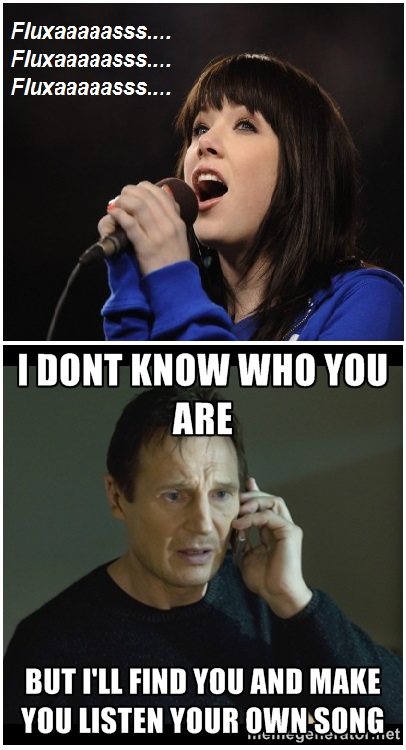 Fluxaaaaasss....
Fluxaaaaasss....
Fluxaaaaasss....
I DONT KNOW WHO YOU
ARE
BUT I'LL FIND YOU AND MAKE
YOU LISTEN YOUR OWN SONG
memegenerator.net